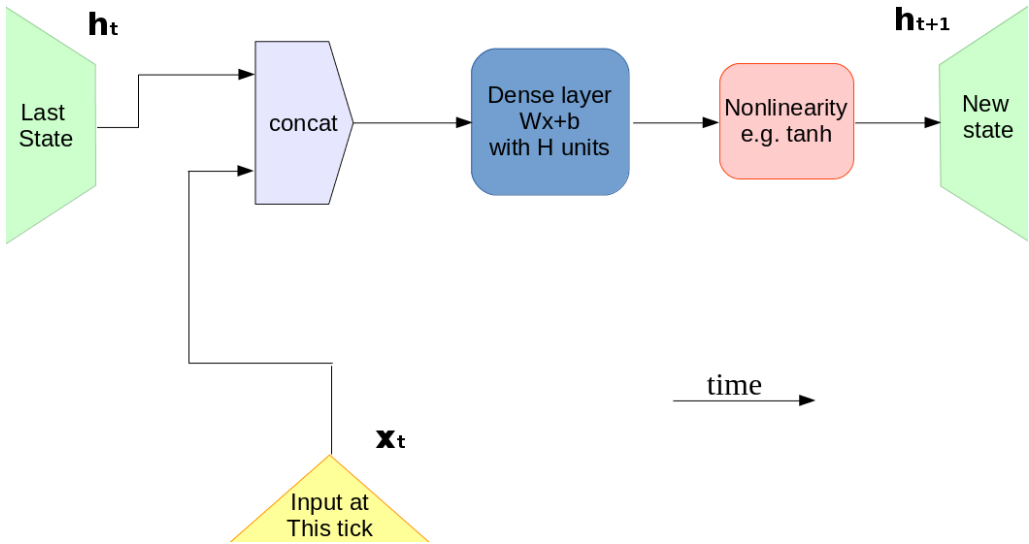 hₜ
hₜ₊₁
Last
State
concat
Dense layer
Wx+b
with H units
Nonlinearity
e.g. tanh
New
state
time
xₜ
Input at
This tick